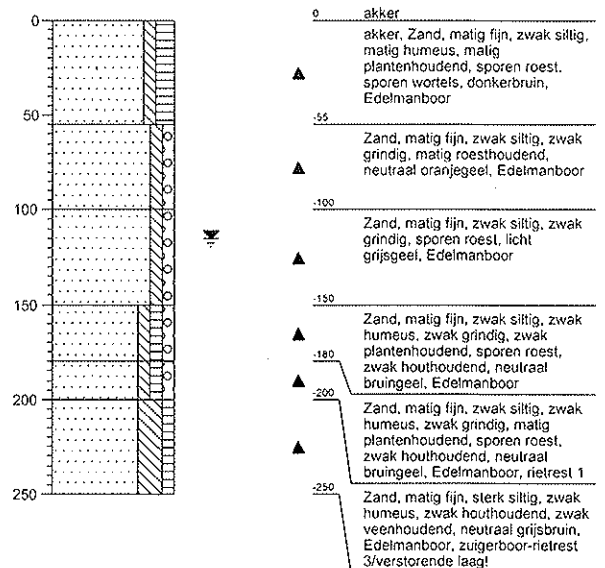 0
50
100
150
200
250
0 akker
akker, Zand, matig fijn, zwak siltig,
matig humeus, matig
plantenhoudend, sporen roest,
sporen wortels, donkerbruin,
Edelmanboor
-55
Zand, matig fijn, zwak siltig, zwak
grindig, matig roesthoudend,
neutraal oranjegeel, Edelmanboor
-100
Zand, matig fijn, zwak siltig, zwak
grindig, sporen roest, licht
grijsgeel, Edelmanboor
-150
Zand, matig fijn, zwak siltig, zwak
humeus, zwak grindig, zwak
plantenhoudend, sporen roest,
zwak houthoudend, neutraal
bruingeel, Edelmanboor
-180
-200
Zand, matig fijn, zwak siltig, zwak
humeus, zwak grindig, matig
plantenhoudend, sporen roest,
zwak houthoudend, neutraal
bruingeel, Edelmanboor, rietrest 1
-250
Zand, matig fijn, sterk siltig, zwak
humeus, zwak houthoudend, zwak
veenhoudend, neutraal grijsbruin,
Edelmanboor, zuigerboor-rietrest
3/verstorende laag!